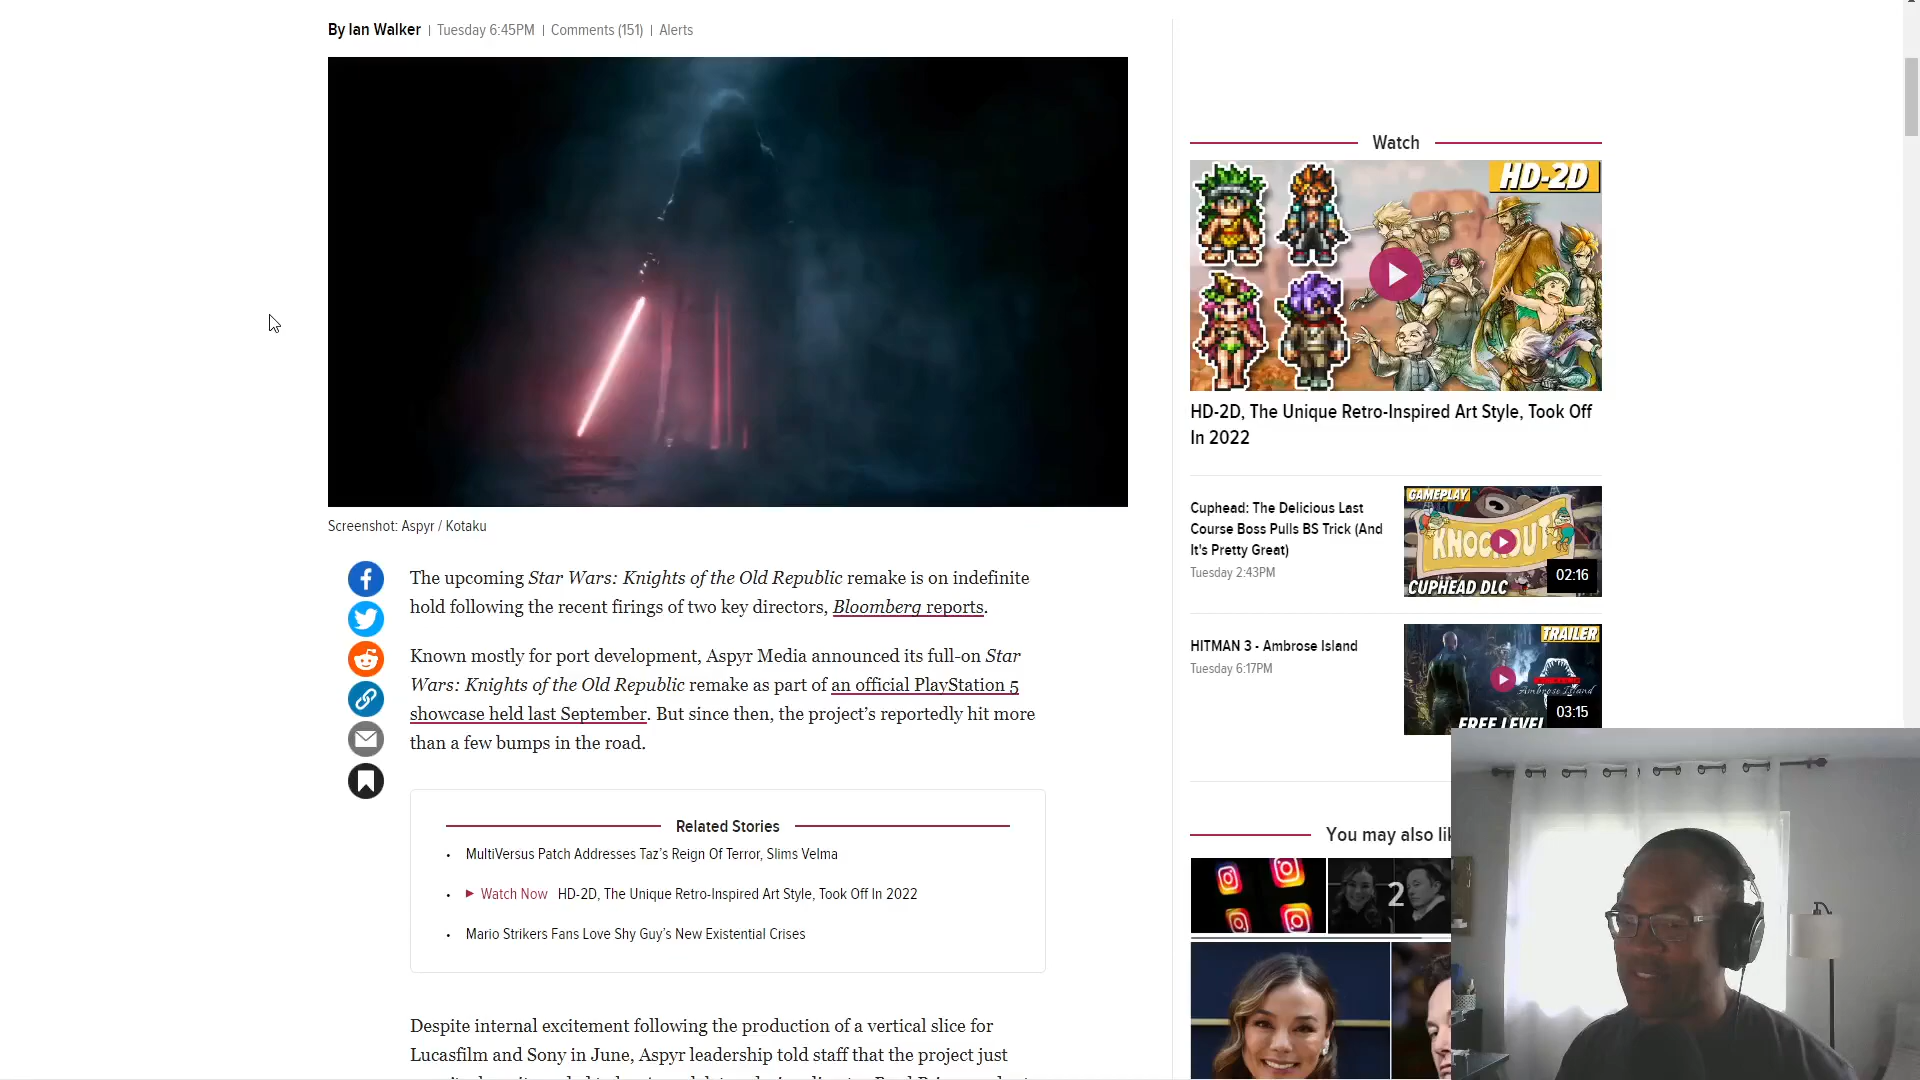 By Ian Walker | Tuesday 6:45PM | Comments (151) | Alerts
Screenshot: Aspyr / Kotaku
The upcoming Star Wars: Knights of the Old Republic remake is on indefinite
hold following the recent firings of two key directors, Bloomberg reports.
Known mostly for port development, Aspyr Media announced its full-on Star
Wars: Knights of the Old Republic remake as part of an official PlayStation 5
showcase held last September. But since then, the project’s reportedly hit more
than a few bumps in the road.
Related Stories
• MultiVersus Patch Addresses Taz’s Reign Of Terror, Slims Velma
• Watch Now HD-2D, The Unique Retro-Inspired Art Style, Took Off In 2022
• Mario Strikers Fans Love Shy Guy’s New Existential Crises
Despite internal excitement following the production of a vertical slice for
Lucasfilm and Sony in June, Aspyr leadership told staff that the project just
Watch
HD-2D
HD-2D, The Unique Retro-Inspired Art Style, Took Off
In 2022
Cuphead: The Delicious Last
Course Boss Pulls BS Trick (And
It's Pretty Great)
Tuesday 2:43PM
GAMEPLAY
KNOCKOUT!
CUPHEAD DLC
02:16
HITMAN 3 - Ambrose Island
Tuesday 6:17PM
TRAILER
Ambrose Island
FREE LEVEL
03:15
You may also li
2